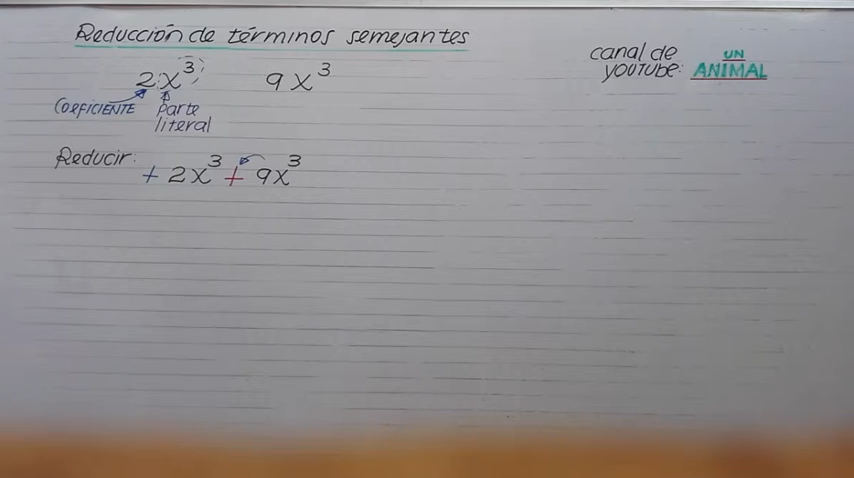 Reducción de términos semejantes
canal de
YOUTUBE: UN
ANIMAL
2x³ 9x³
COEFICIENTE parte
literal
Reducir:
+ 2x³ + 9x³